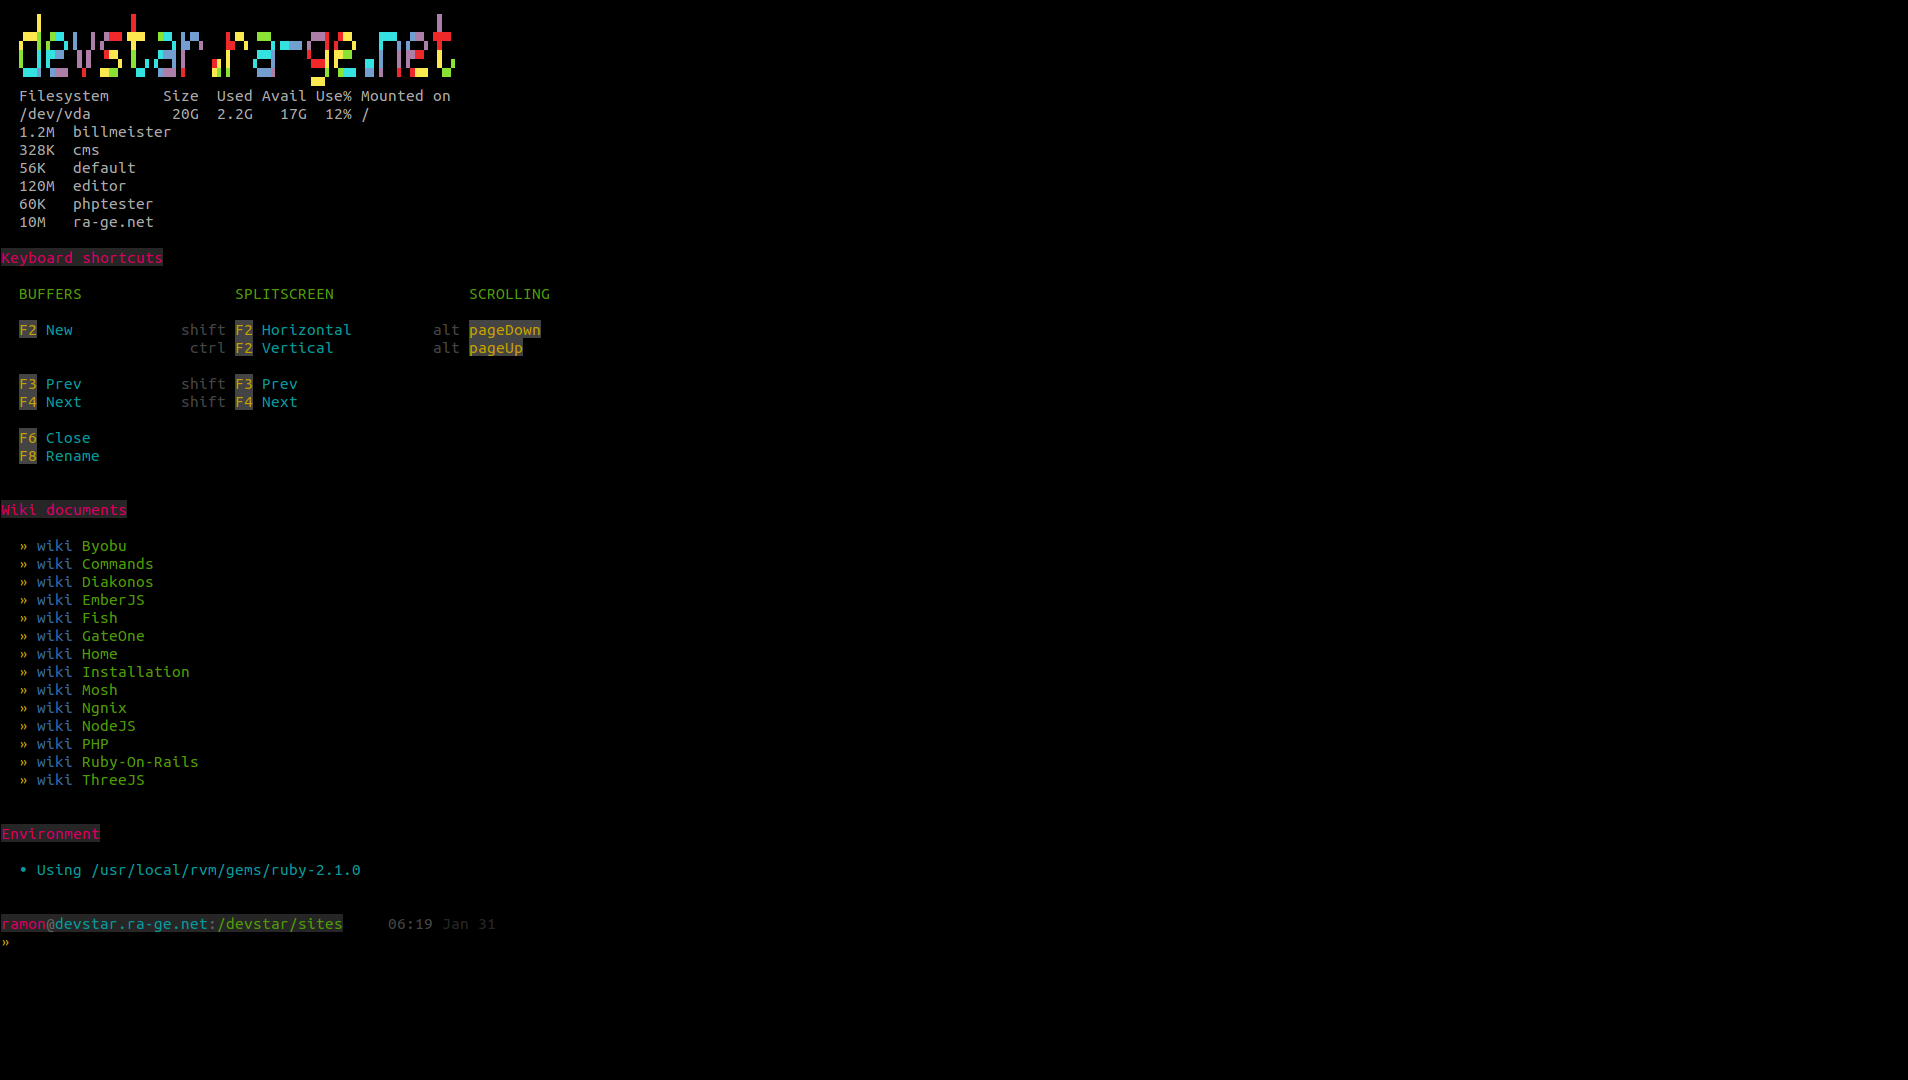 devstar.ra-ge.net
Filesystem      Size  Used Avail Use% Mounted on
/dev/vda         20G  2.2G   17G  12% /
1.2M  billmeister
328K  cms
56K   default
120M  editor
60K   phptester
10M   ra-ge.net
Keyboard shortcuts
BUFFERS                 SPLITSCREEN               SCROLLING
F2 New            shift F2 Horizontal         alt pageDown
ctrl F2 Vertical           alt pageUp
F3 Prev           shift F3 Prev
F4 Next           shift F4 Next
F6 Close
F8 Rename
Wiki documents
» wiki Byobu
» wiki Commands
» wiki Diakonos
» wiki EmberJS
» wiki Fish
» wiki GateOne
» wiki Home
» wiki Installation
» wiki Mosh
» wiki Ngnix
» wiki NodeJS
» wiki PHP
» wiki Ruby-On-Rails
» wiki ThreeJS
Environment
• Using /usr/local/rvm/gems/ruby-2.1.0
ramon@devstar.ra-ge.net:/devstar/sites     06:19 Jan 31
»